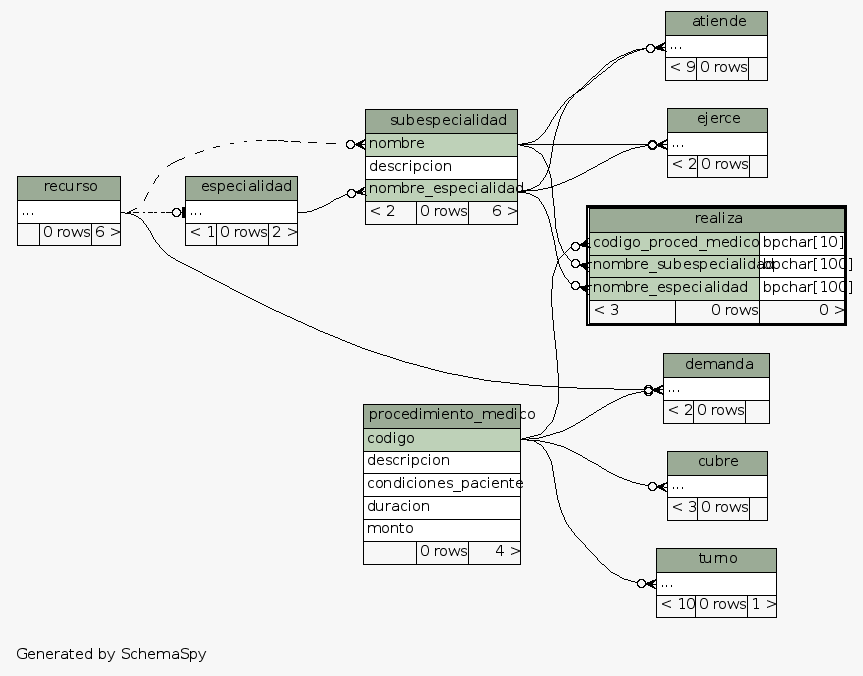 atiende
...
< 9 0 rows
ejerce
...
< 2 0 rows
subespecialidad
nombre
descripcion
nombre_especialidad
< 2 0 rows 6 >
recurso
...
0 rows 6 >
especialidad
...
< 1 0 rows 2 >
realiza
codigo_proced_medico bpchar[10]
nombre_subespecialidad bpchar[100]
nombre_especialidad bpchar[100]
< 3 0 rows 0 >
demanda
...
< 2 0 rows
procedimiento_medico
codigo
descripcion
condiciones_paciente
duracion
monto
0 rows 4 >
cubre
...
< 3 0 rows
turno
...
< 10 0 rows 1 >
Generated by SchemaSpy